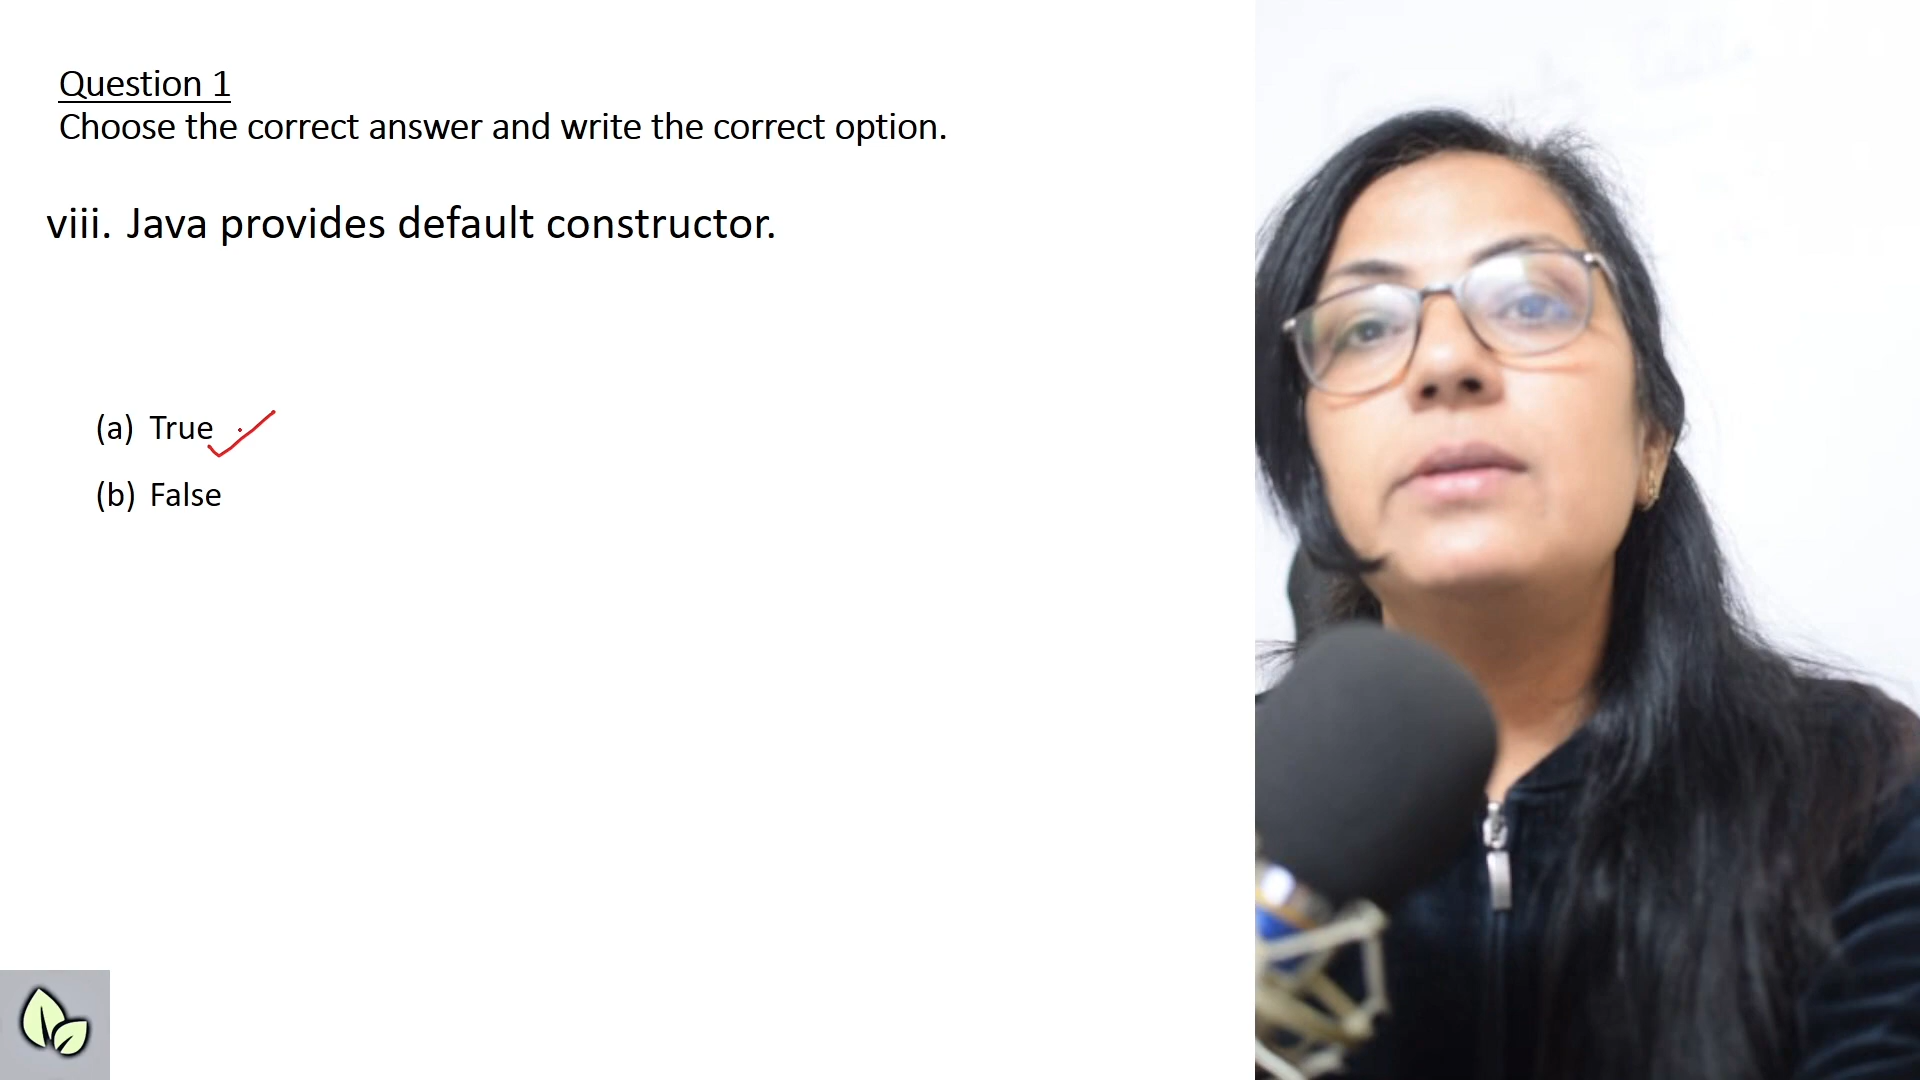 Question 1
Choose the correct answer and write the correct option.
viii. Java provides default constructor.
(a) True
(b) False